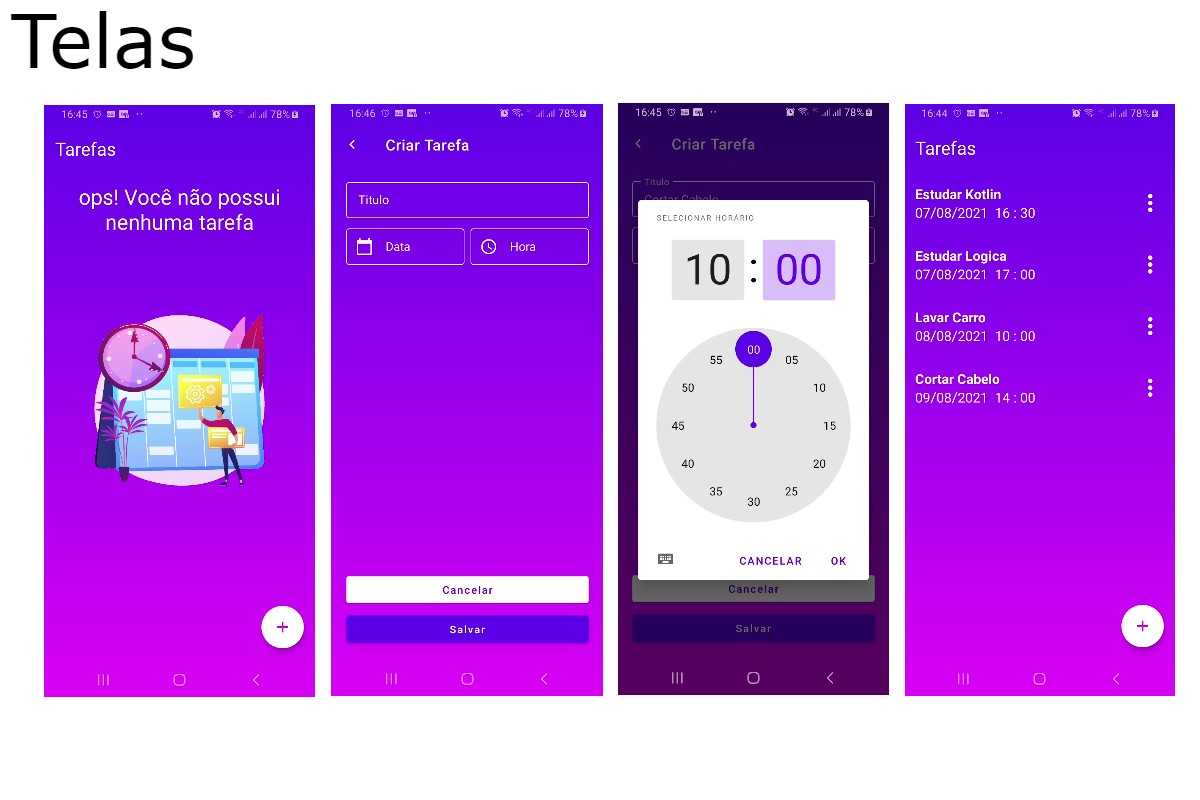 Telas
16:45
78%
Tarefas
ops! Você não possui
nenhuma tarefa
+
16:46
78%
Criar Tarefa
Titulo
Data
Hora
Cancelar
Salvar
16:45
78%
Criar Tarefa
Titulo
Cortar Cabelo
SELECIONAR HORÁRIO
10:00
00
05
10
15
20
25
30
35
40
45
50
55
CANCELAR
OK
Cancelar
Salvar
16:44
78%
Tarefas
Estudar Kotlin
07/08/2021 16 : 30
Estudar Logica
07/08/2021 17 : 00
Lavar Carro
08/08/2021 10 : 00
Cortar Cabelo
09/08/2021 14 : 00
+